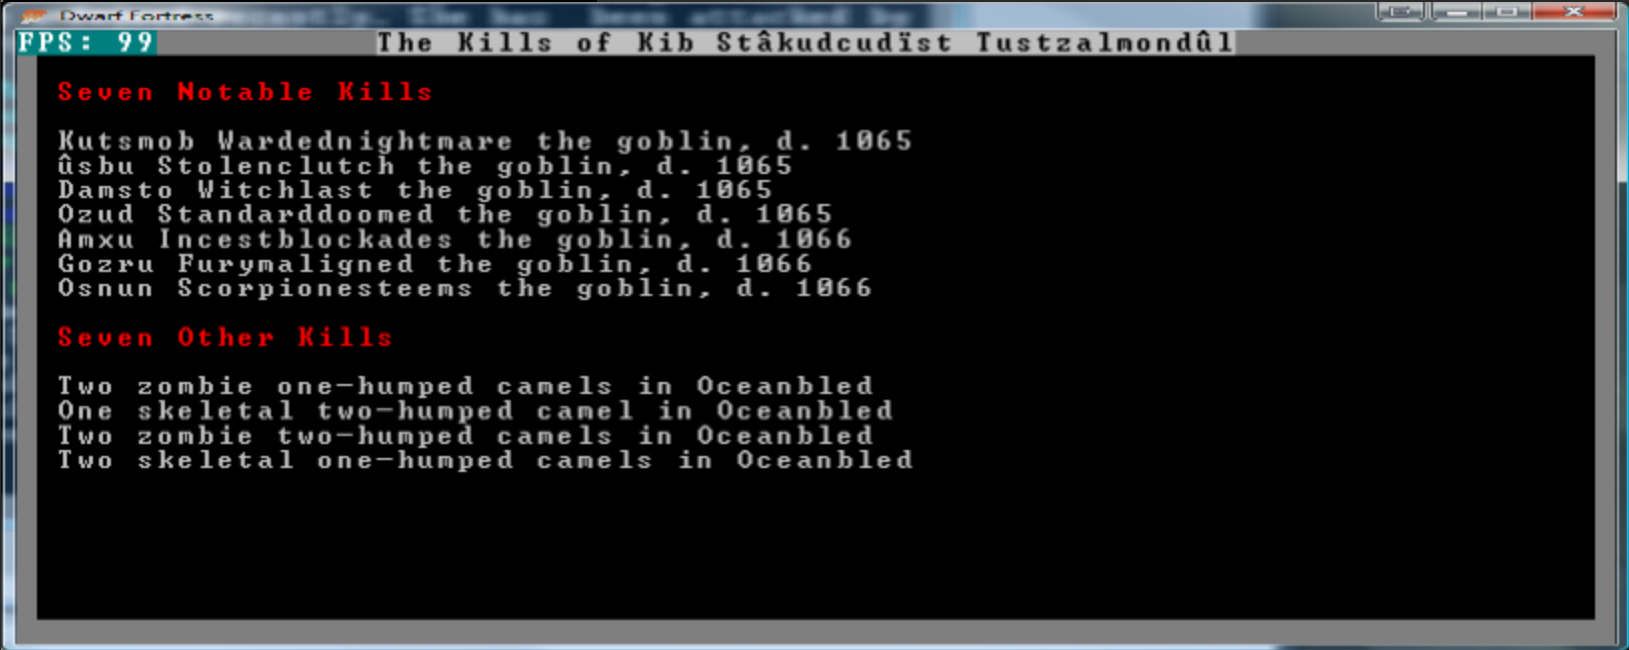 Dwarf Fortress
FPS: 99
The Kills of Kib Stâkudcudïst Tustzalmondûl
Seven Notable Kills
Kutsmob Wardednightmare the goblin, d. 1065
ûsbu Stolenclutch the goblin, d. 1065
Damsto Witchlast the goblin, d. 1065
Ozud Standarddoomed the goblin, d. 1065
Amxu Incestblockades the goblin, d. 1066
Gozru Furymaligned the goblin, d. 1066
Osnun Scorpionesteems the goblin, d. 1066
Seven Other Kills
Two zombie one-humped camels in Oceanbled
One skeletal two-humped camel in Oceanbled
Two zombie two-humped camels in Oceanbled
Two skeletal one-humped camels in Oceanbled